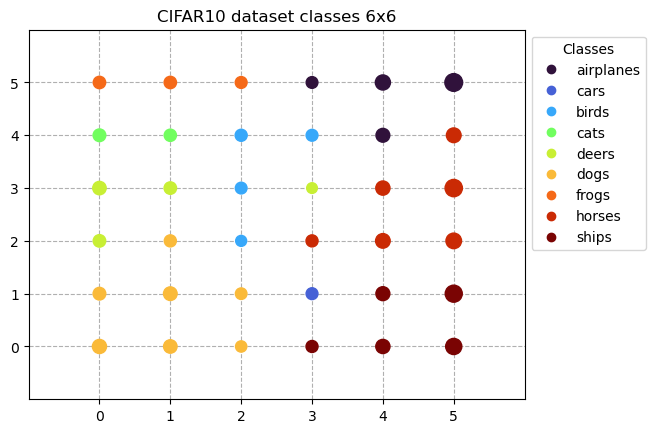 CIFAR10 dataset classes 6x6
Classes
airplanes
cars
birds
cats
deers
dogs
frogs
horses
ships
5
4
3
2
1
0
0 1 2 3 4 5